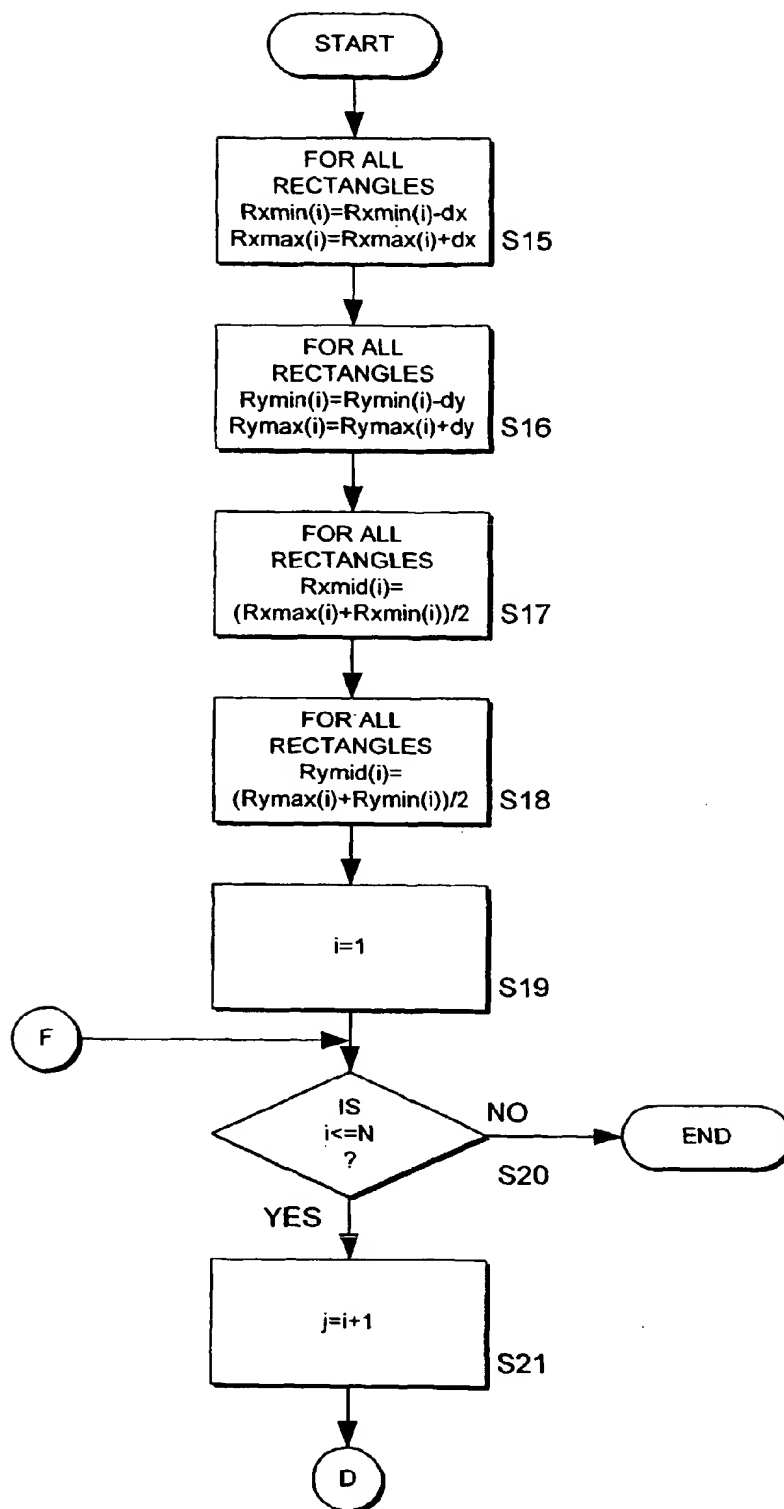 START
FOR ALL
RECTANGLES
Rxmin(i)=Rxmin(i)-dx
Rxmax(i)=Rxmax(i)+dx
S15
FOR ALL
RECTANGLES
Rymin(i)=Rymin(i)-dy
Rymax(i)=Rymax(i)+dy
S16
FOR ALL
RECTANGLES
Rxmid(i)=
(Rxmax(i)+Rxmin(i))/2
S17
FOR ALL
RECTANGLES
Rymid(i)=
(Rymax(i)+Rymin(i))/2
S18
i=1
S19
F
IS
i<=N
?
NO
END
S20
YES
j=i+1
S21
D